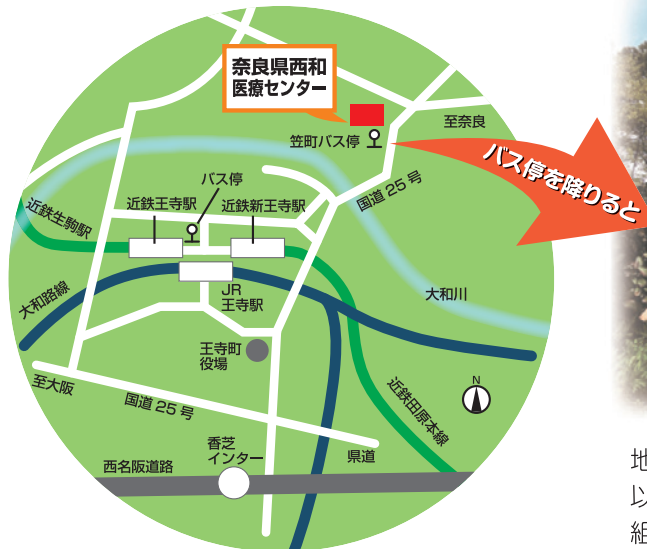 奈良県西和
医療センター
笠町バス停
至奈良
バス停を降りると
国道25号
バス停
近鉄王寺駅
近鉄新王寺駅
近鉄生駒駅
大和路線
JR
王寺駅
大和川
王寺町
役場
N
至大阪
国道25号
近鉄田原本線
香芝
インター
県道
西名阪道路
地
以
組